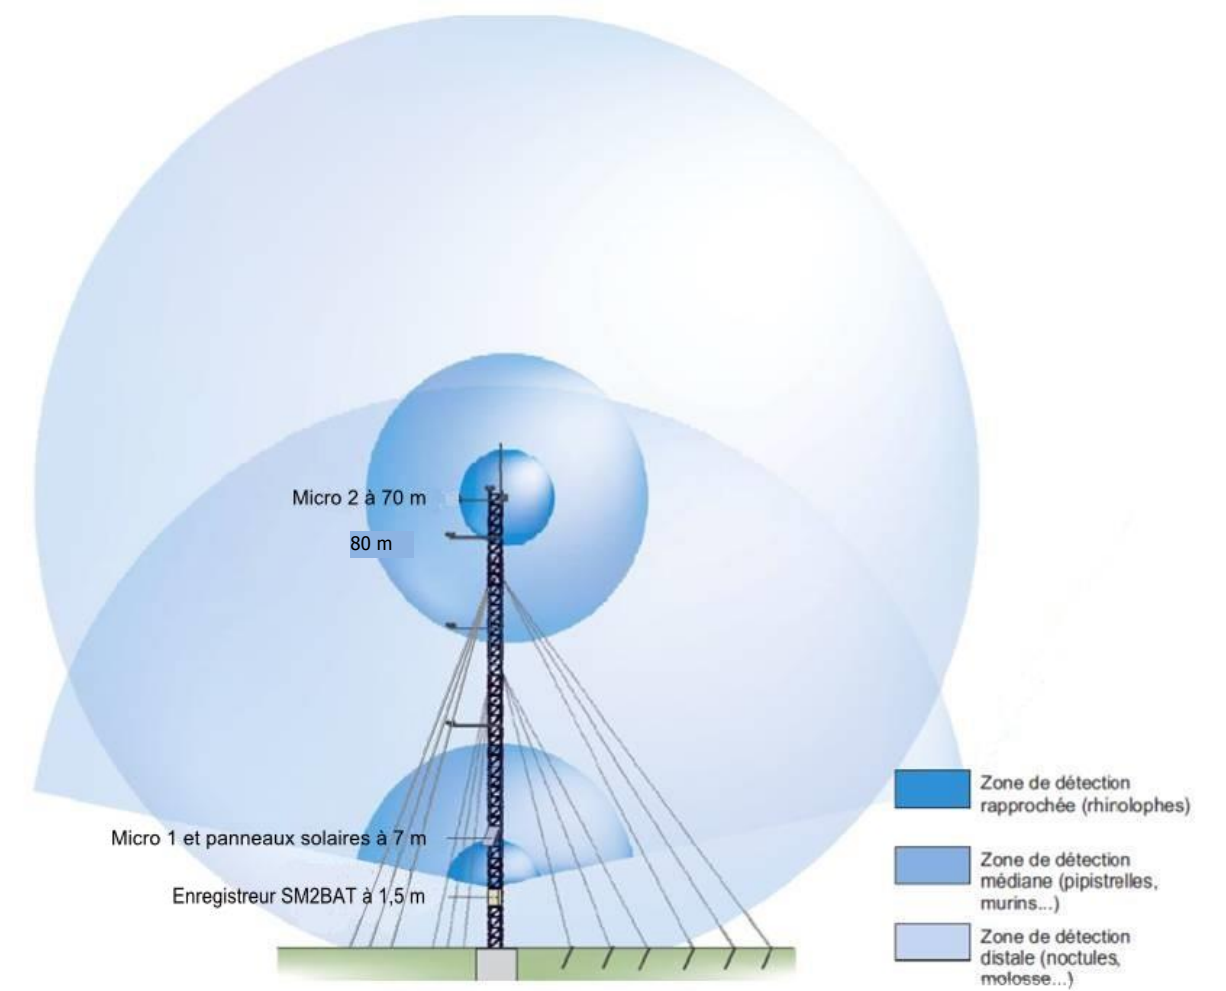 Micro 2 à 70 m
80 m
Micro 1 et panneaux solaires à 7 m
Enregistreur SM2BAT à 1,5 m
Zone de détection
rapprochée (rhinolophes)
Zone de détection
médiane (pipistrelles,
murins...)
Zone de détection
distale (noctules,
molosse...)